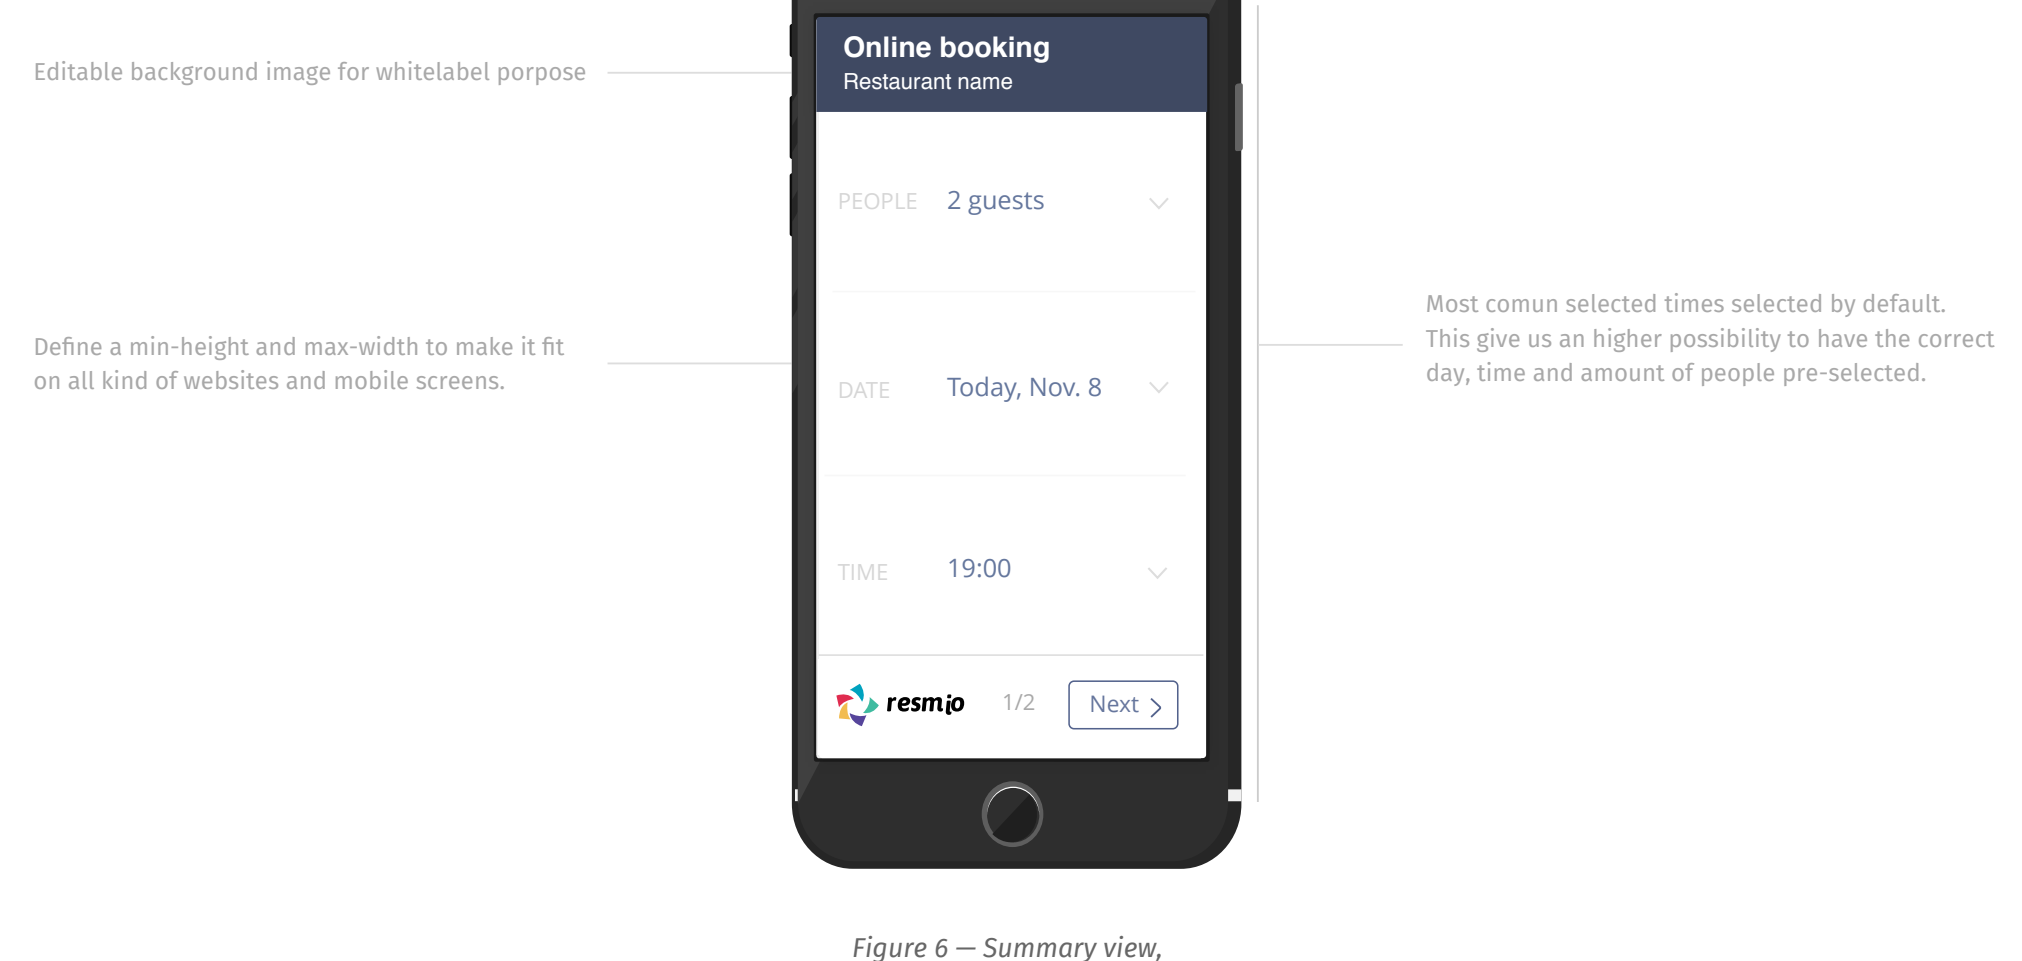 Editable background image for whitelabel porpose
Define a min-height and max-width to make it fit
on all kind of websites and mobile screens.
Online booking
Restaurant name
PEOPLE 2 guests
DATE Today, Nov. 8
TIME 19:00
resmio 1/2 Next
Most comun selected times selected by default.
This give us an higher possibility to have the correct
day, time and amount of people pre-selected.
Figure 6 — Summary view,